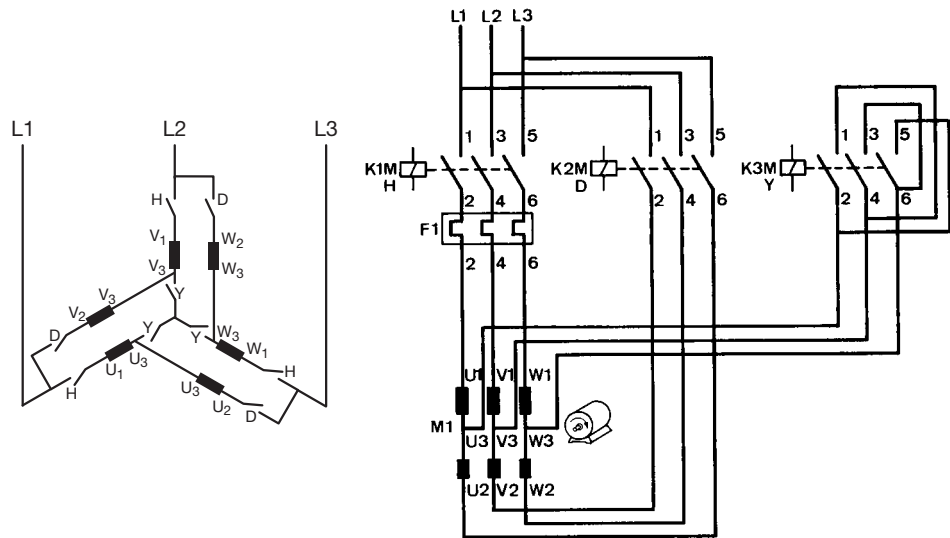 L1 L2 L3
H D
V1 W2
V3 W3
V2 V3 Y
D Y Y W3
U1 U3 W1
H H
U3 U2 D
L1 L2 L3
1 3 5 1 3 5 1 3 5
K1M K2M K3M
H D Y
2 4 6 2 4 6 2 4 6
F1
2 4 6
U1 V1 W1
M1
U3 V3 W3
U2 V2 W2